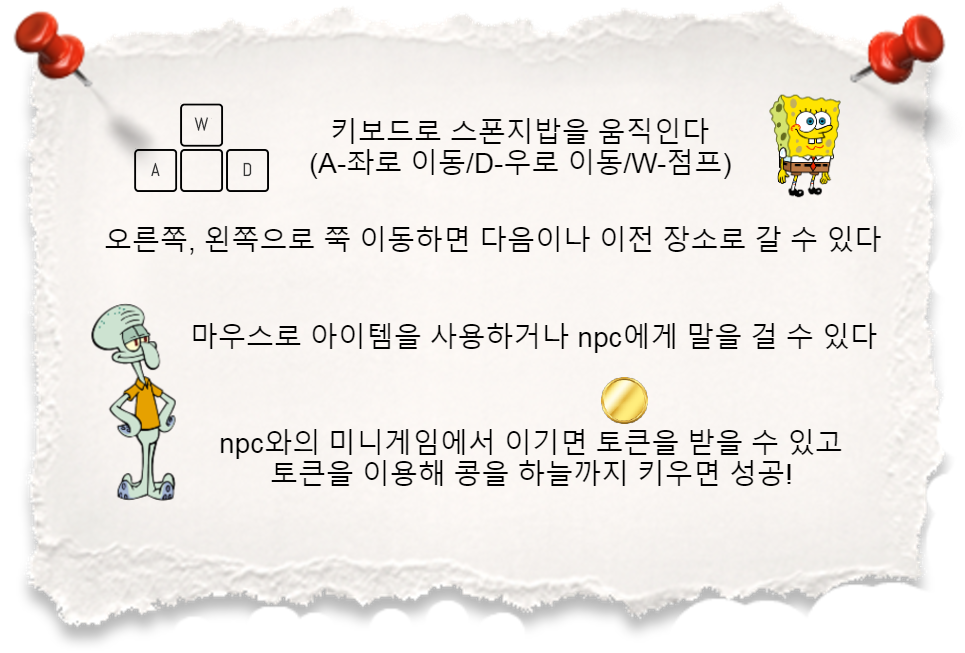 W
A D
키보드로 스폰지밥을 움직인다
(A-좌로 이동/D-우로 이동/W-점프)
오른쪽, 왼쪽으로 쭉 이동하면 다음이나 이전 장소로 갈 수 있다
마우스로 아이템을 사용하거나 npc에게 말을 걸 수 있다
npc와의 미니게임에서 이기면 토큰을 받을 수 있고
토큰을 이용해 콩을 하늘까지 키우면 성공!